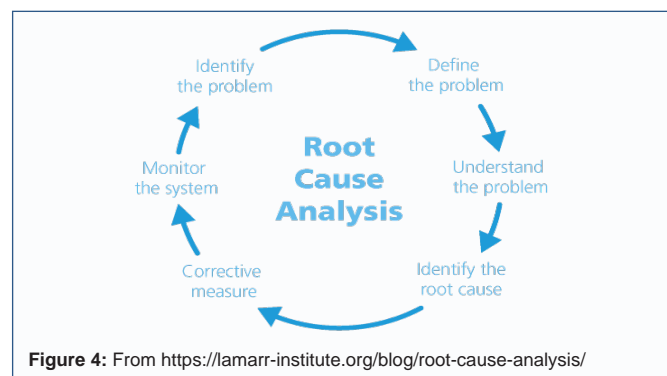 Identify
the problem
Define
the problem
Understand
the problem
Identify the
root cause
Corrective
measure
Monitor
the system
Root
Cause
Analysis
Figure 4: From https://lamarr-institute.org/blog/root-cause-analysis/